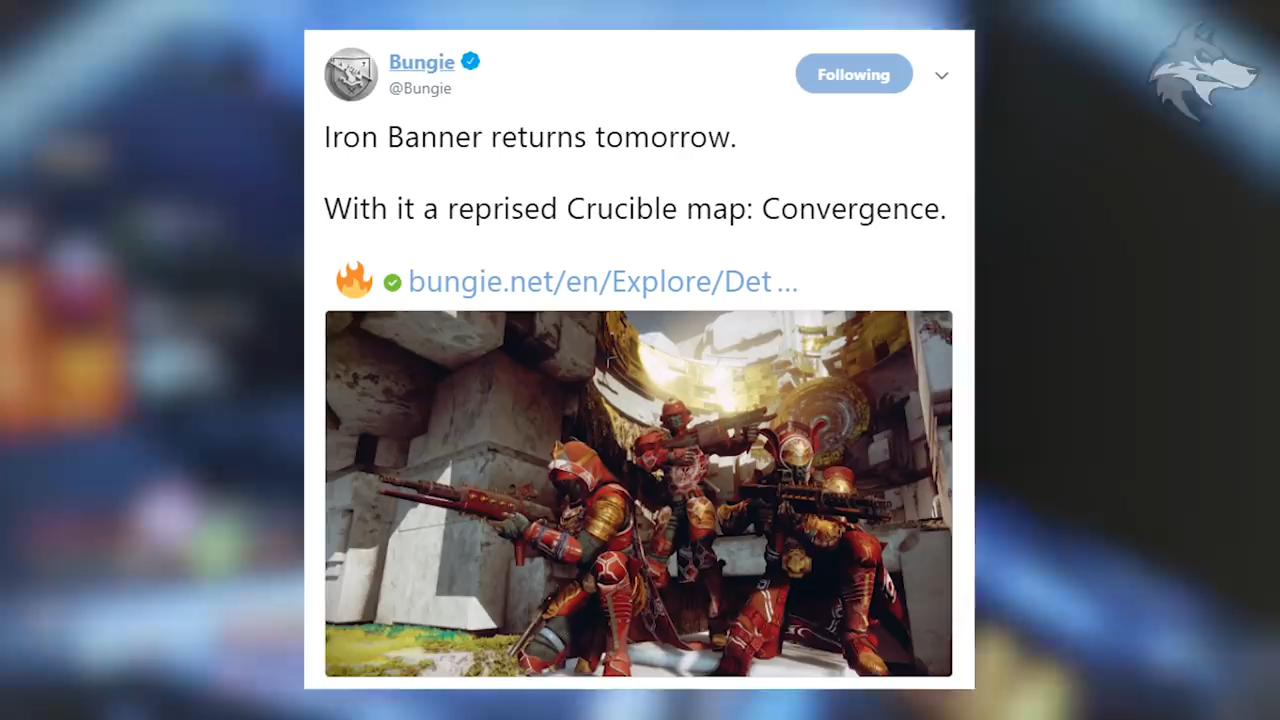 Bungie
@Bungie
Following
Iron Banner returns tomorrow.
With it a reprised Crucible map: Convergence.
bungie.net/en/Explore/Det ...